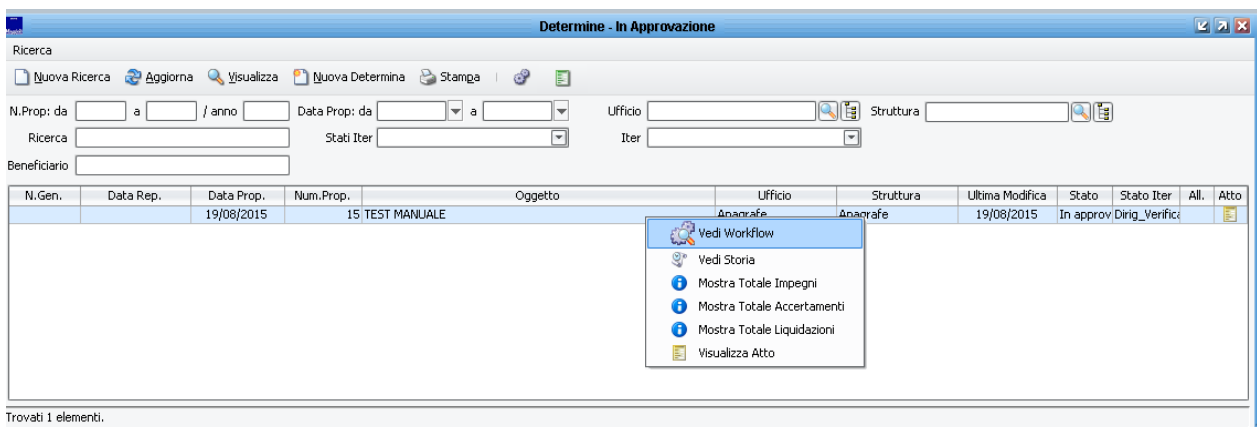 Determine - In Approvazione
Ricerca
Nuova Ricerca Aggiorna Visualizza Nuova Determina Stampa
N.Prop: da a / anno Data Prop: da a Ufficio Struttura
Ricerca Stati Iter Iter
Beneficiario
N.Gen. Data Rep. Data Prop. Num.Prop. Oggetto Ufficio Struttura Ultima Modifica Stato Stato Iter All. Atto
19/08/2015 15 TEST MANUALE Anagrafe Anagrafe 19/08/2015 In approv Dirig_Verifica
Vedi Workflow
Vedi Storia
Mostra Totale Impegni
Mostra Totale Accertamenti
Mostra Totale Liquidazioni
Visualizza Atto
Trovati 1 elementi.